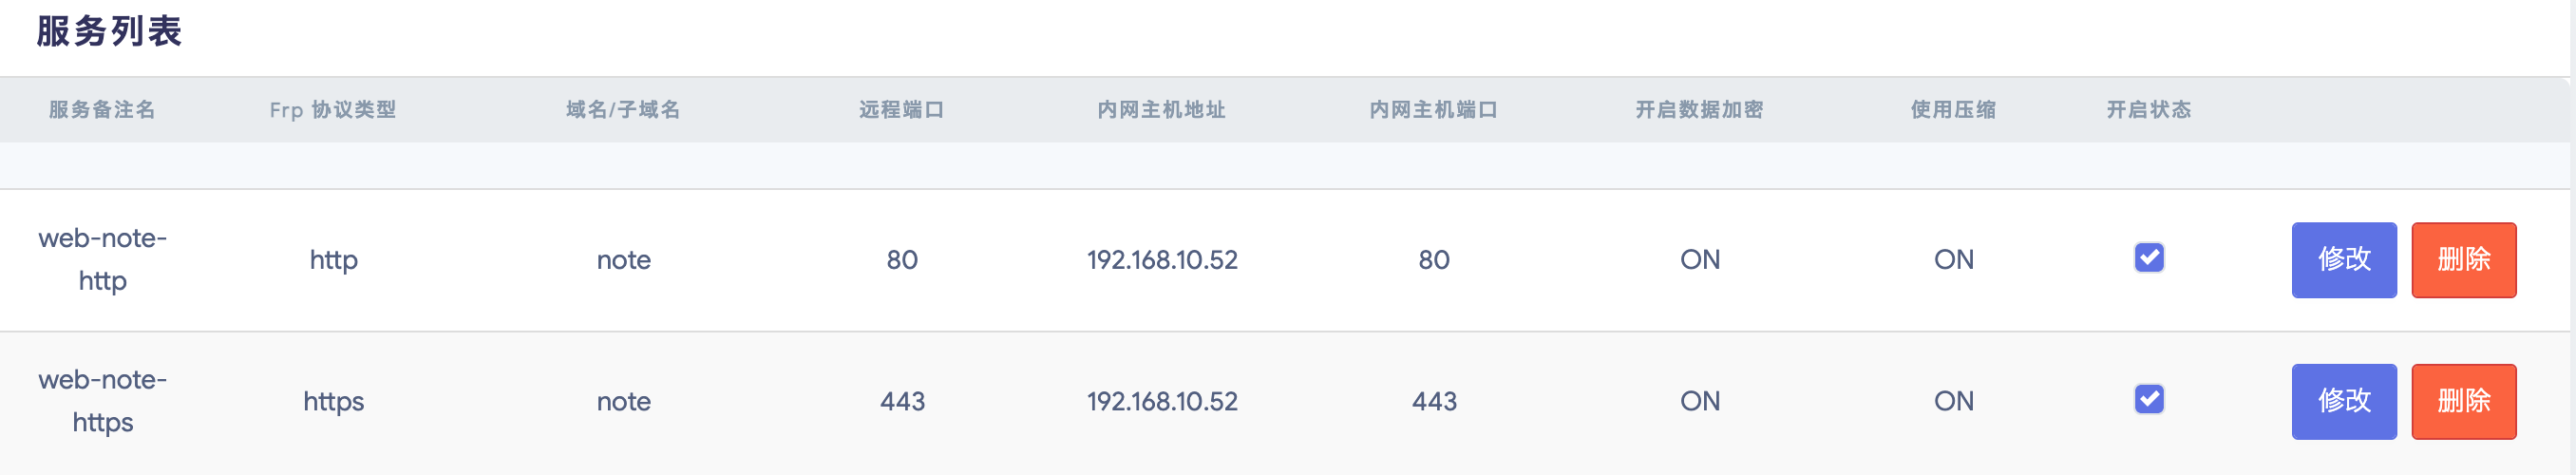 服务列表
服务备注名 Frp 协议类型 域名/子域名 远程端口 内网主机地址 内网主机端口 开启数据加密 使用压缩 开启状态
web-note-
http http note 80 192.168.10.52 80 ON ON 修改 删除
web-note-
https https note 443 192.168.10.52 443 ON ON 修改 删除